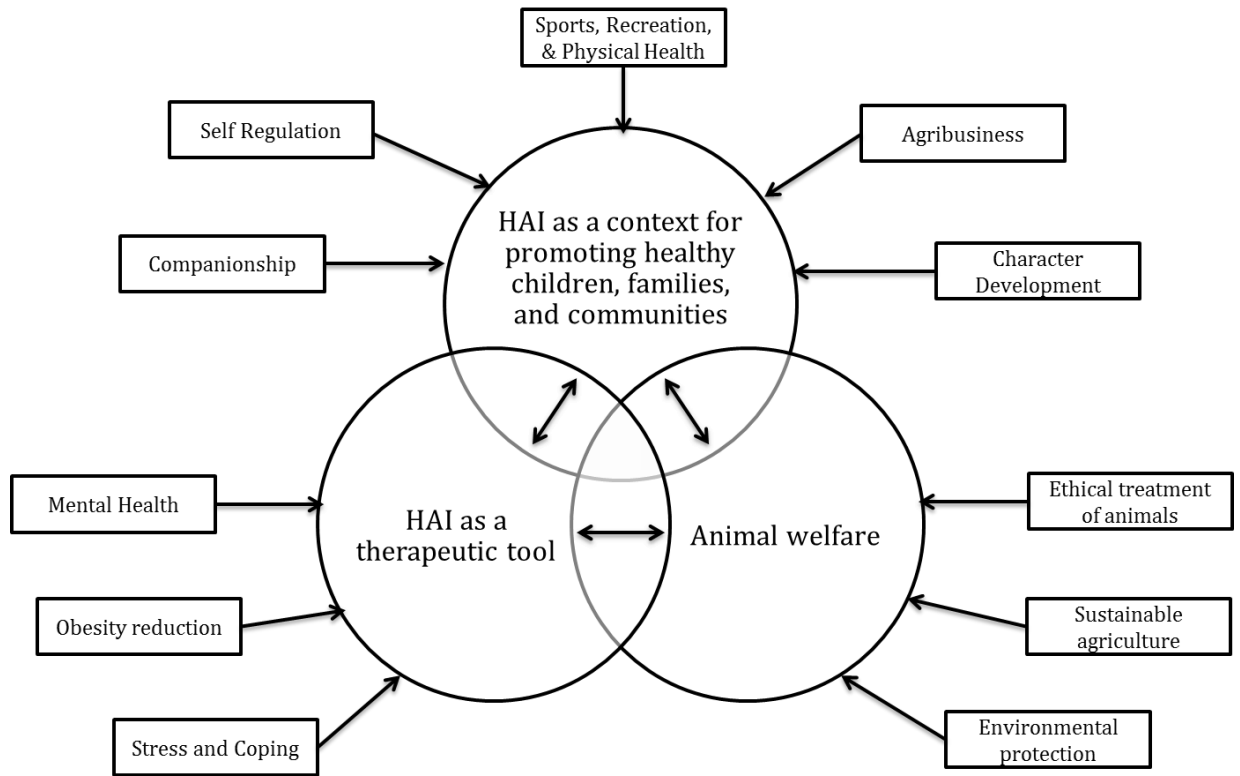 Sports, Recreation,
& Physical Health
Self Regulation
Agribusiness
HAI as a context for
promoting healthy
children, families,
and communities
Companionship
Character
Development
Mental Health
HAI as a
therapeutic tool
Animal welfare
Ethical treatment
of animals
Obesity reduction
Sustainable
agriculture
Stress and Coping
Environmental
protection